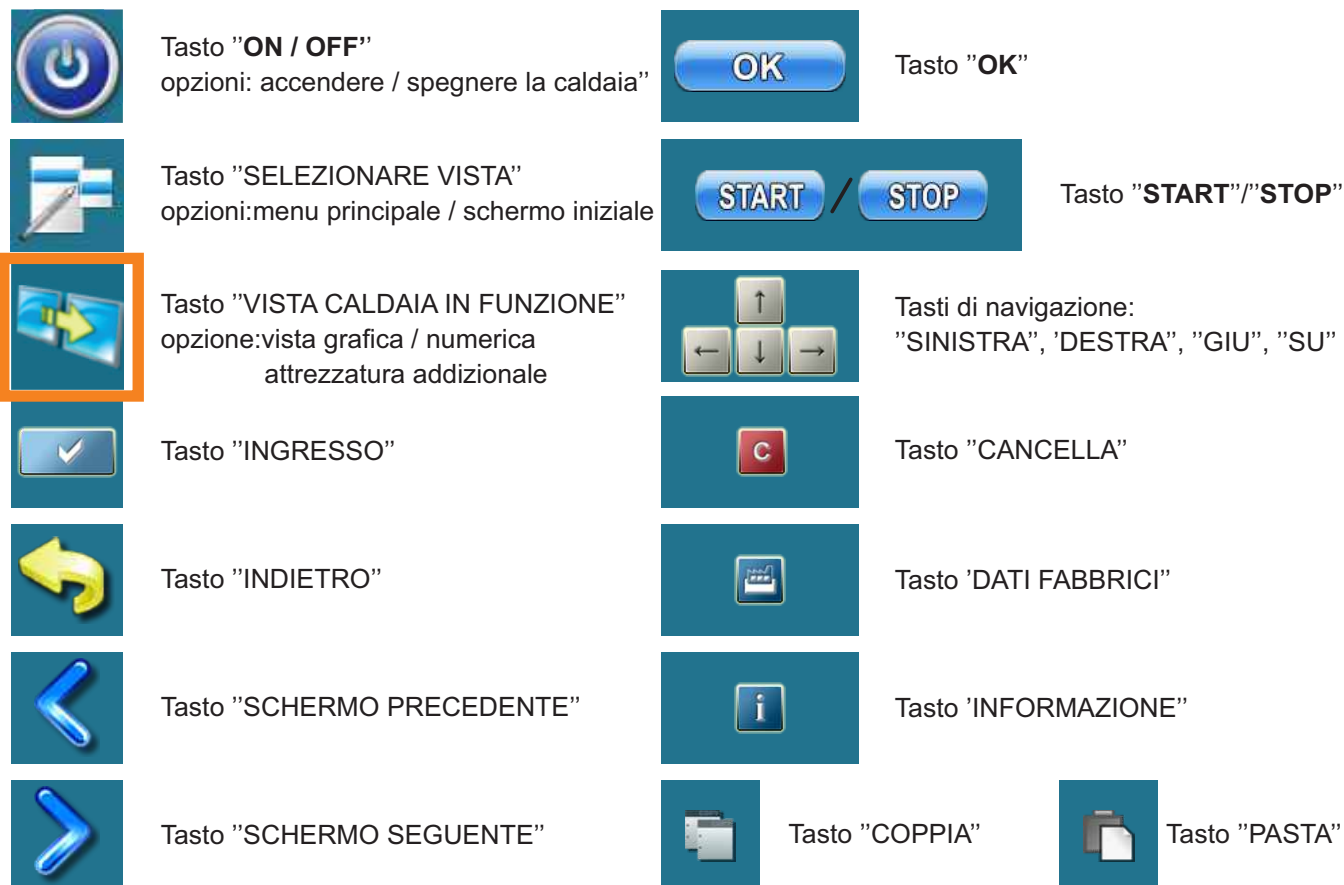 Tasto ’’ON / OFF’’
opzioni: accendere / spegnere la caldaia’’
Tasto ’’SELEZIONARE VISTA’’
opzioni:menu principale / schermo iniziale
Tasto ’’VISTA CALDAIA IN FUNZIONE’’
opzione:vista grafica / numerica
attrezzatura addizionale
Tasto ’’INGRESSO’’
Tasto ’’INDIETRO’’
Tasto ’’SCHERMO PRECEDENTE’’
Tasto ’’SCHERMO SEGUENTE’’
OK
Tasto ’’OK’’
START / STOP
Tasto ’’START’’/’’STOP’’
↑
← ↓ →
Tasti di navigazione:
’’SINISTRA’’, ’DESTRA’’, ’’GIU’’, ’’SU’’
C
Tasto ’’CANCELLA’’
Tasto ’DATI FABBRICI’’
i
Tasto ’INFORMAZIONE’’
Tasto ’’COPPIA’’
Tasto ’’PASTA’’